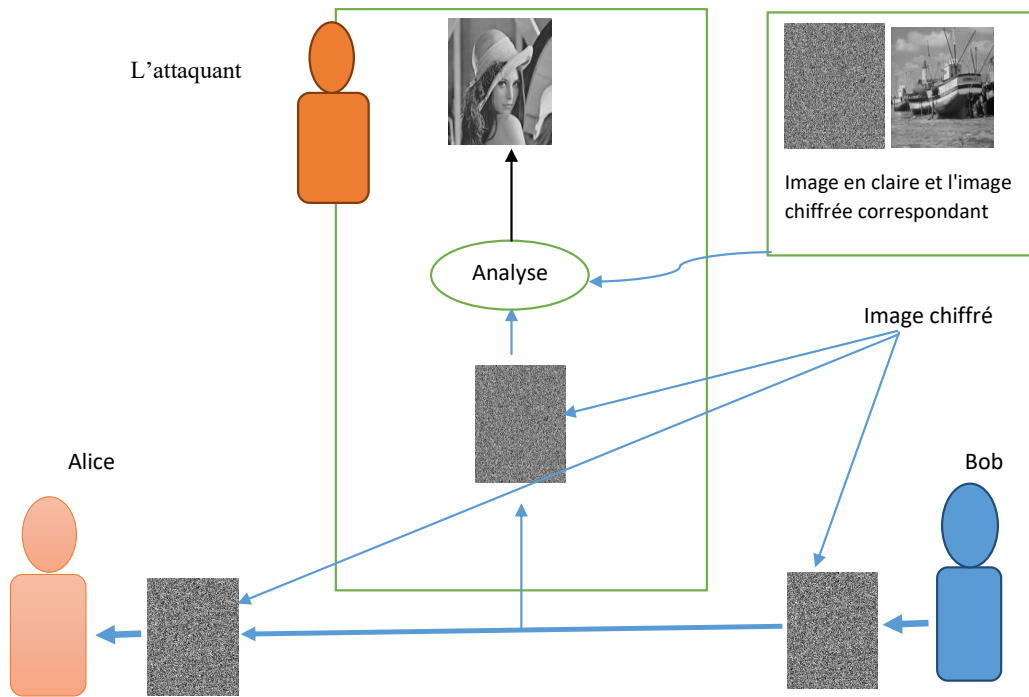 L'attaquant
Image en claire et l'image
chiffrée correspondant
Analyse
Image chiffré
Alice
Bob